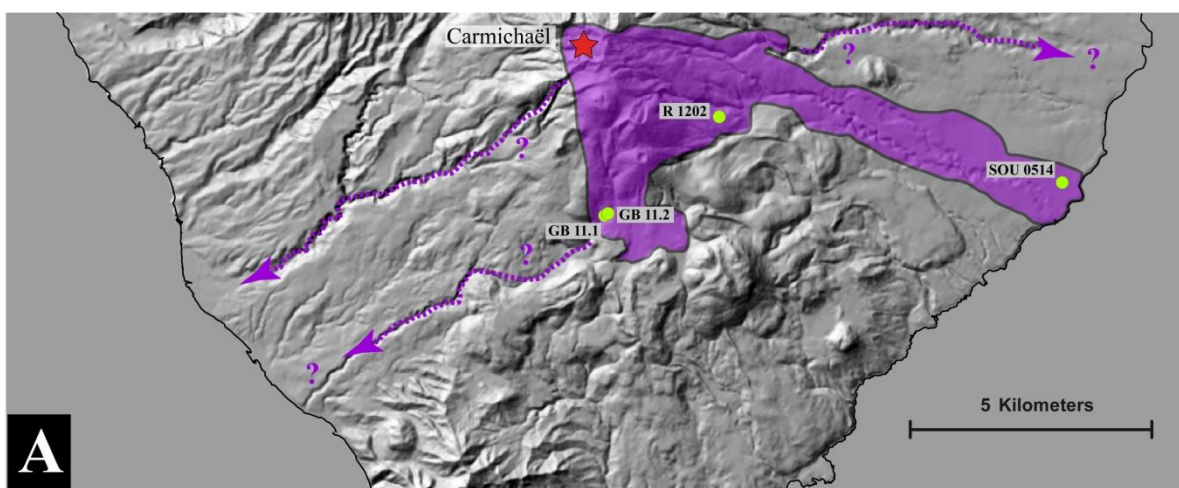 Carmichaël
?
?
R 1202
?
SOU 0514
GB 11.2
GB 11.1
?
?
5 Kilometers
A